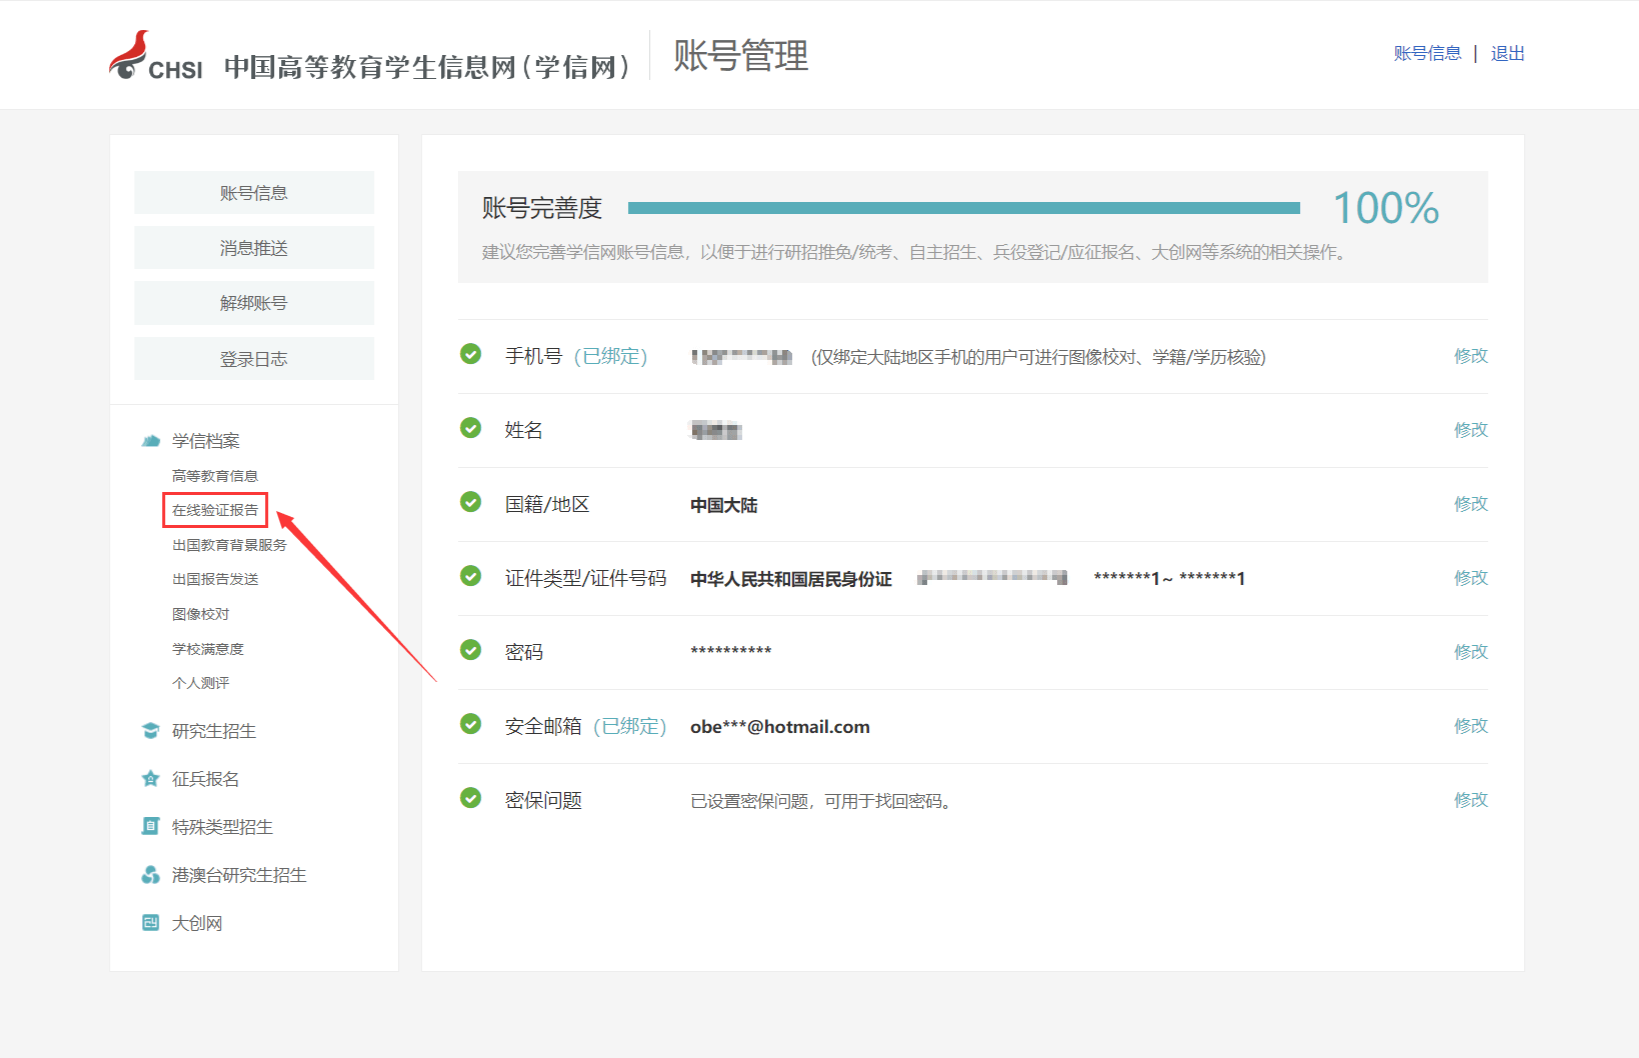 CHSI 中国高等教育学生信息网(学信网) 账号管理 账号信息 | 退出
账号信息
消息推送
解绑账号
登录日志
学信档案
高等教育信息
在线验证报告
出国教育背景服务
出国报告发送
图像校对
学校满意度
个人测评
研究生招生
征兵报名
特殊类型招生
港澳台研究生招生
大创网
账号完善度 100%
建议您完善学信网账号信息，以便于进行研招推免/统考、自主招生、兵役登记/应征报名、大创网等系统的相关操作。
手机号 (已绑定) (仅绑定大陆地区手机的用户可进行图像校对、学籍/学历核验) 修改
姓名 修改
国籍/地区 中国大陆 修改
证件类型/证件号码 中华人民共和国居民身份证 *******1~ *******1 修改
密码 ********** 修改
安全邮箱 (已绑定) obe***@hotmail.com 修改
密保问题 已设置密保问题，可用于找回密码。 修改